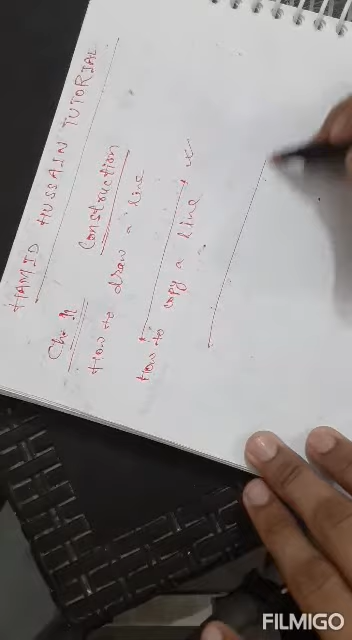 HAMID HUSSAIN TUTORIAL
Ch. 11 Construction
How to draw a line
How to copy a line
FILMIGO